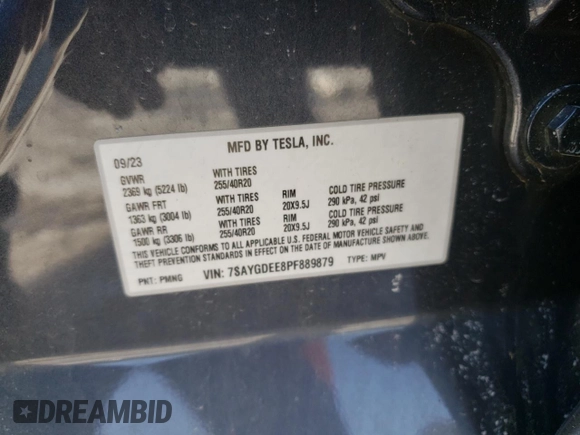 MFD BY TESLA, INC.
09/23
GVWR WITH TIRES
2369 kg (5224 lb) 255/40R20
GAWR FRT WITH TIRES RIM COLD TIRE PRESSURE
1363 kg (3004 lb) 255/40R20 20X9.5J 290 kPa, 42 psi
GAWR RR WITH TIRES RIM COLD TIRE PRESSURE
1500 kg (3306 lb) 255/40R20 20X9.5J 290 kPa, 42 psi
THIS VEHICLE CONFORMS TO ALL APPLICABLE U.S. FEDERAL MOTOR VEHICLE SAFETY AND
THEFT PREVENTION STANDARDS IN EFFECT ON THE DATE OF MANUFACTURE SHOWN ABOVE.
PNT: PMNG VIN: 7SAYGDEE8PF889879 TYPE: MPV
DREAMBID